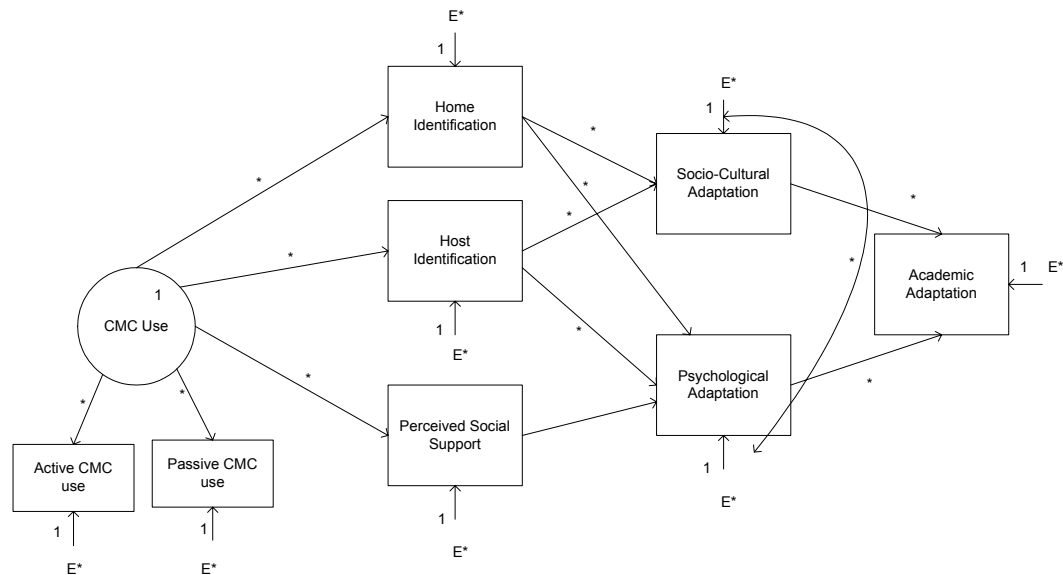 E*
1
Home
Identification
*
*
*
E*
1
*
Socio-Cultural
Adaptation
*
Host
Identification
*
*
1
E*
*
Academic
Adaptation
1
E*
1
CMC Use
*
*
*
Perceived Social
Support
1
E*
Psychological
Adaptation
*
1
E*
*
Active CMC
use
1
E*
Passive CMC
use
1
E*